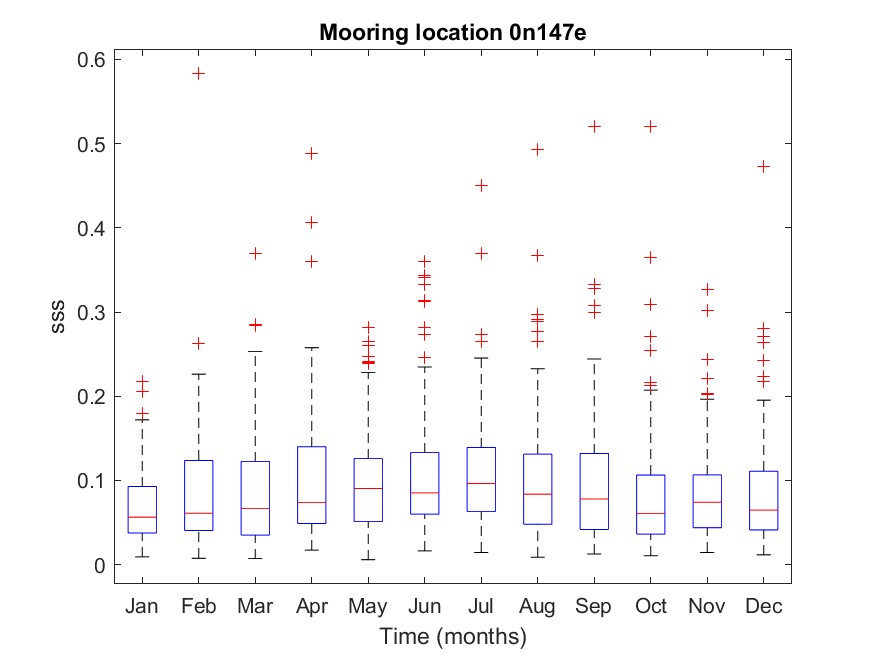 Mooring location 0n147e
0.6
0.5
0.4
0.3
0.2
0.1
0
sss
Jan Feb Mar Apr May Jun Jul Aug Sep Oct Nov Dec
Time (months)